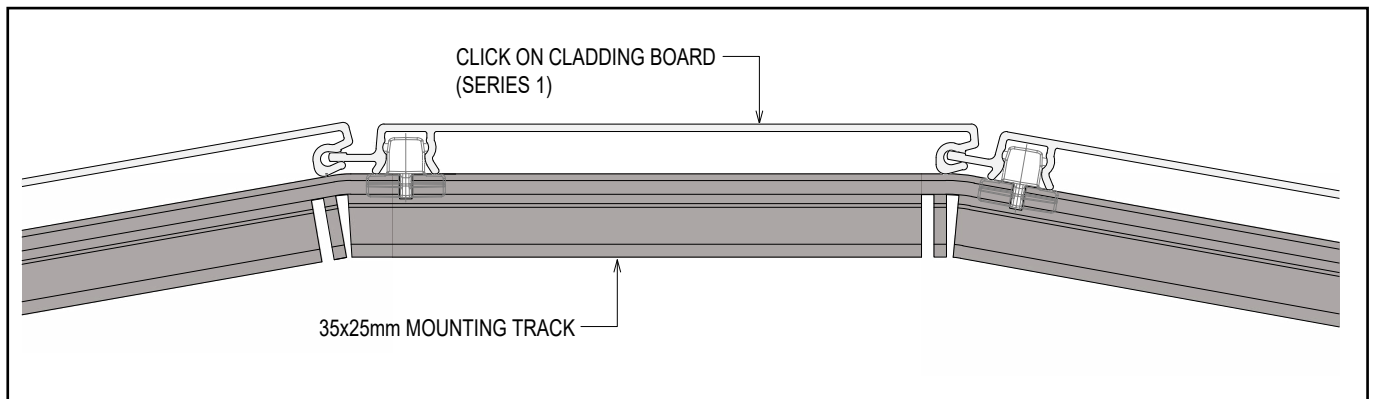 CLICK ON CLADDING BOARD
(SERIES 1)
35x25mm MOUNTING TRACK